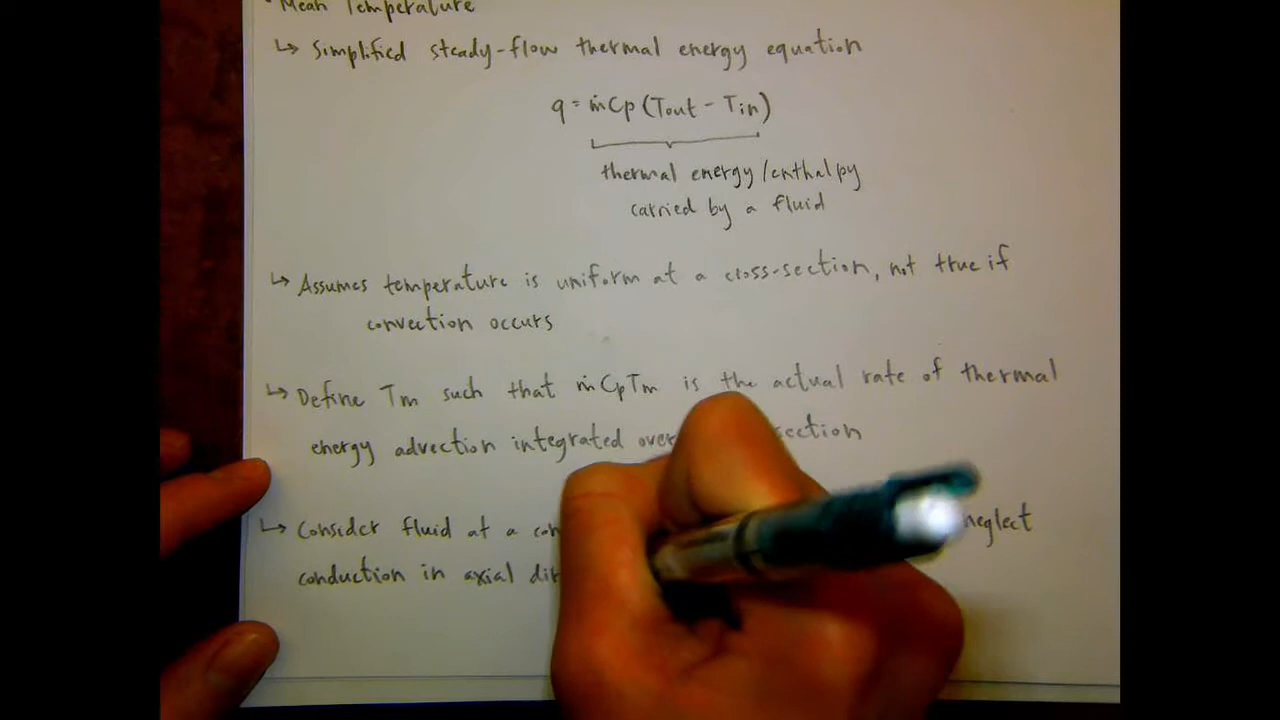 Mean Temperature
↳ Simplified steady-flow thermal energy equation
q = ṁCp (Tout - Tin)
thermal energy/enthalpy
carried by a fluid
↳ Assumes temperature is uniform at a cross-section, not true if
convection occurs
↳ Define Tm such that ṁCpTm is the actual rate of thermal
energy advection integrated over
↳ Consider fluid at a neglect
conduction in axial